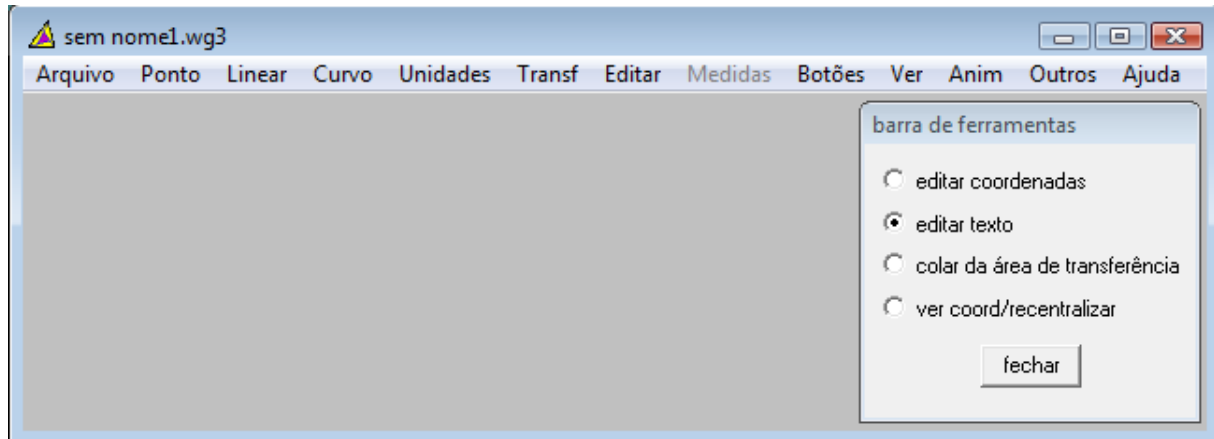 sem nome1.wg3
Arquivo Ponto Linear Curvo Unidades Transf Editar Medidas Botões Ver Anim Outros Ajuda
barra de ferramentas
editar coordenadas
editar texto
colar da área de transferência
ver coord/recentralizar
fechar